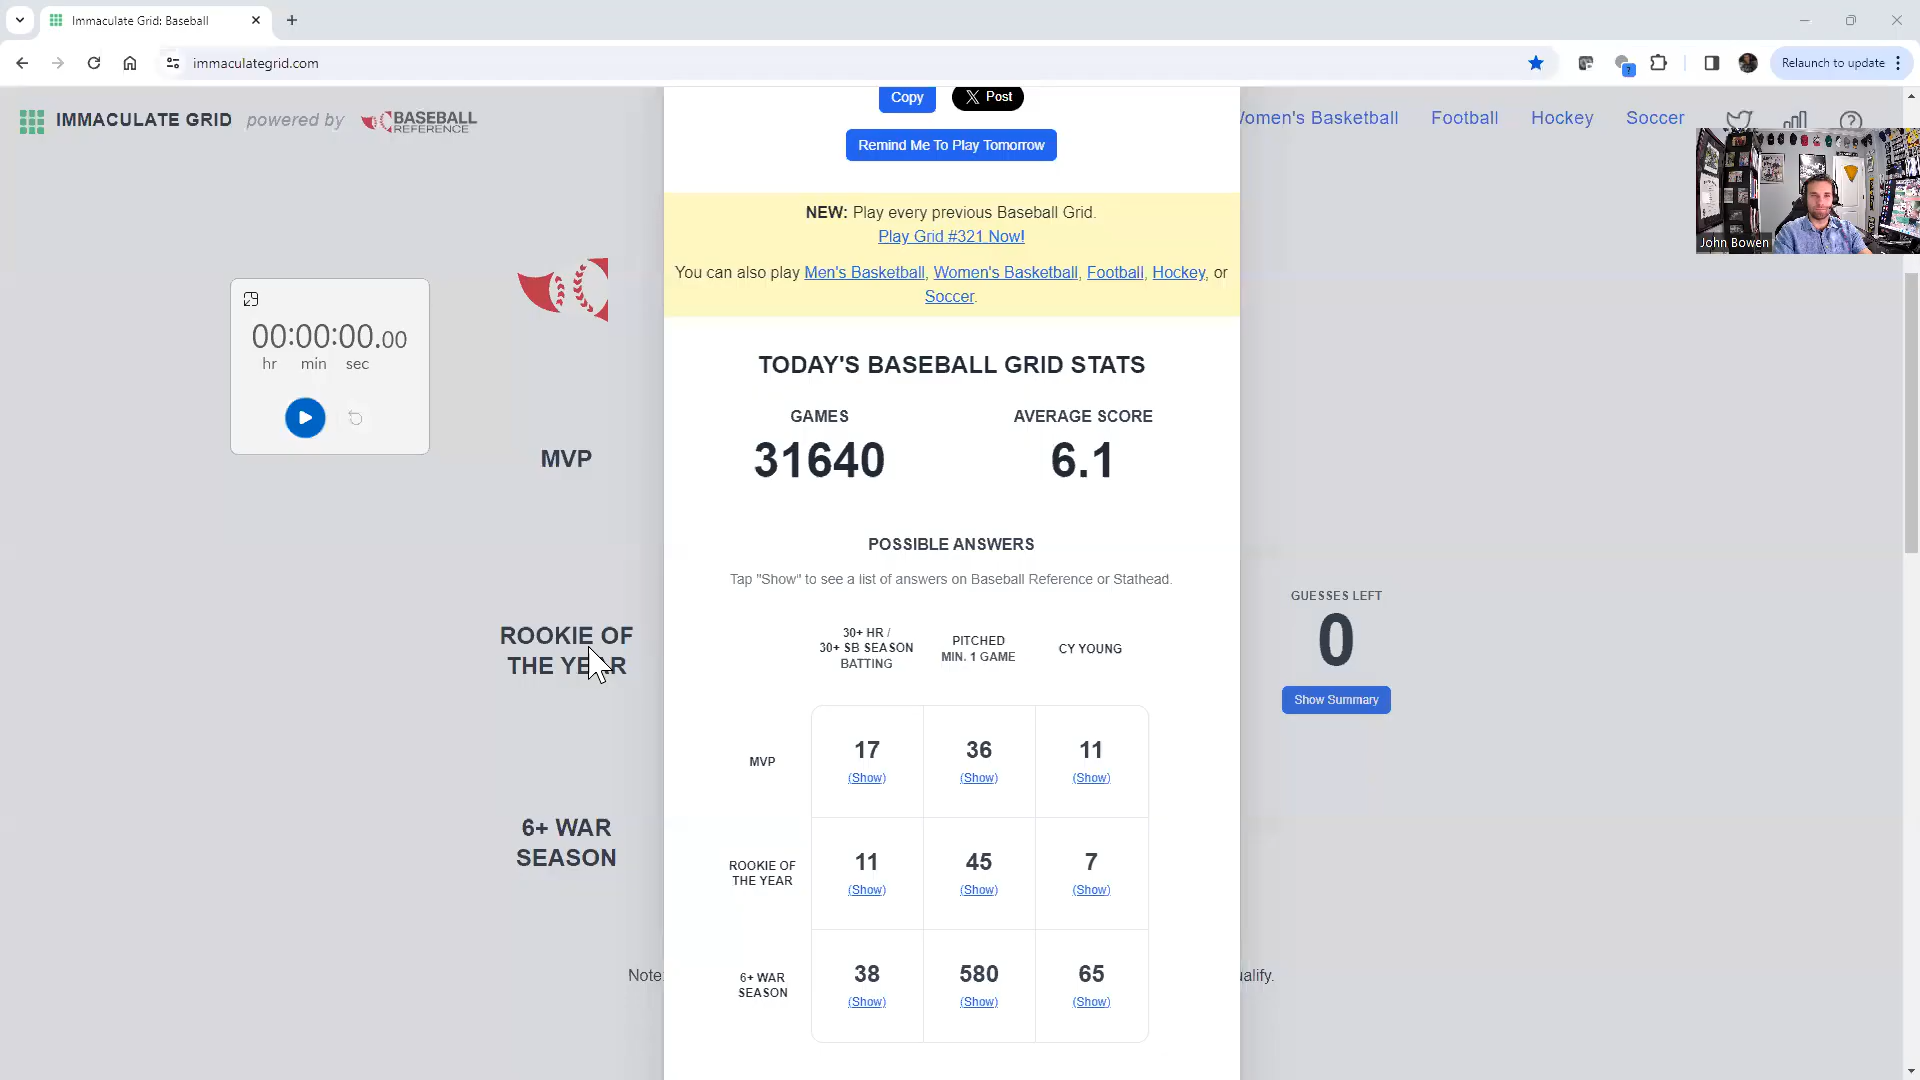 Immaculate Grid: Baseball
immaculategrid.com
Relaunch to update
IMMACULATE GRID powered by BASEBALL REFERENCE
Women's Basketball Football Hockey Soccer
Copy
Post
Remind Me To Play Tomorrow
John Bowen
NEW: Play every previous Baseball Grid.
Play Grid #321 Now!
You can also play Men's Basketball, Women's Basketball, Football, Hockey, or
Soccer.
00:00:00.00
hr min sec
MVP
ROOKIE OF
THE YEAR
6+ WAR
SEASON
TODAY'S BASEBALL GRID STATS
GAMES
31640
AVERAGE SCORE
6.1
POSSIBLE ANSWERS
Tap "Show" to see a list of answers on Baseball Reference or Stathead.
30+ HR /
30+ SB SEASON
BATTING
PITCHED
MIN. 1 GAME
CY YOUNG
MVP
17
(Show)
36
(Show)
11
(Show)
ROOKIE OF
THE YEAR
11
(Show)
45
(Show)
7
(Show)
6+ WAR
SEASON
38
(Show)
580
(Show)
65
(Show)
GUESSES LEFT
0
Show Summary
Note
alify.